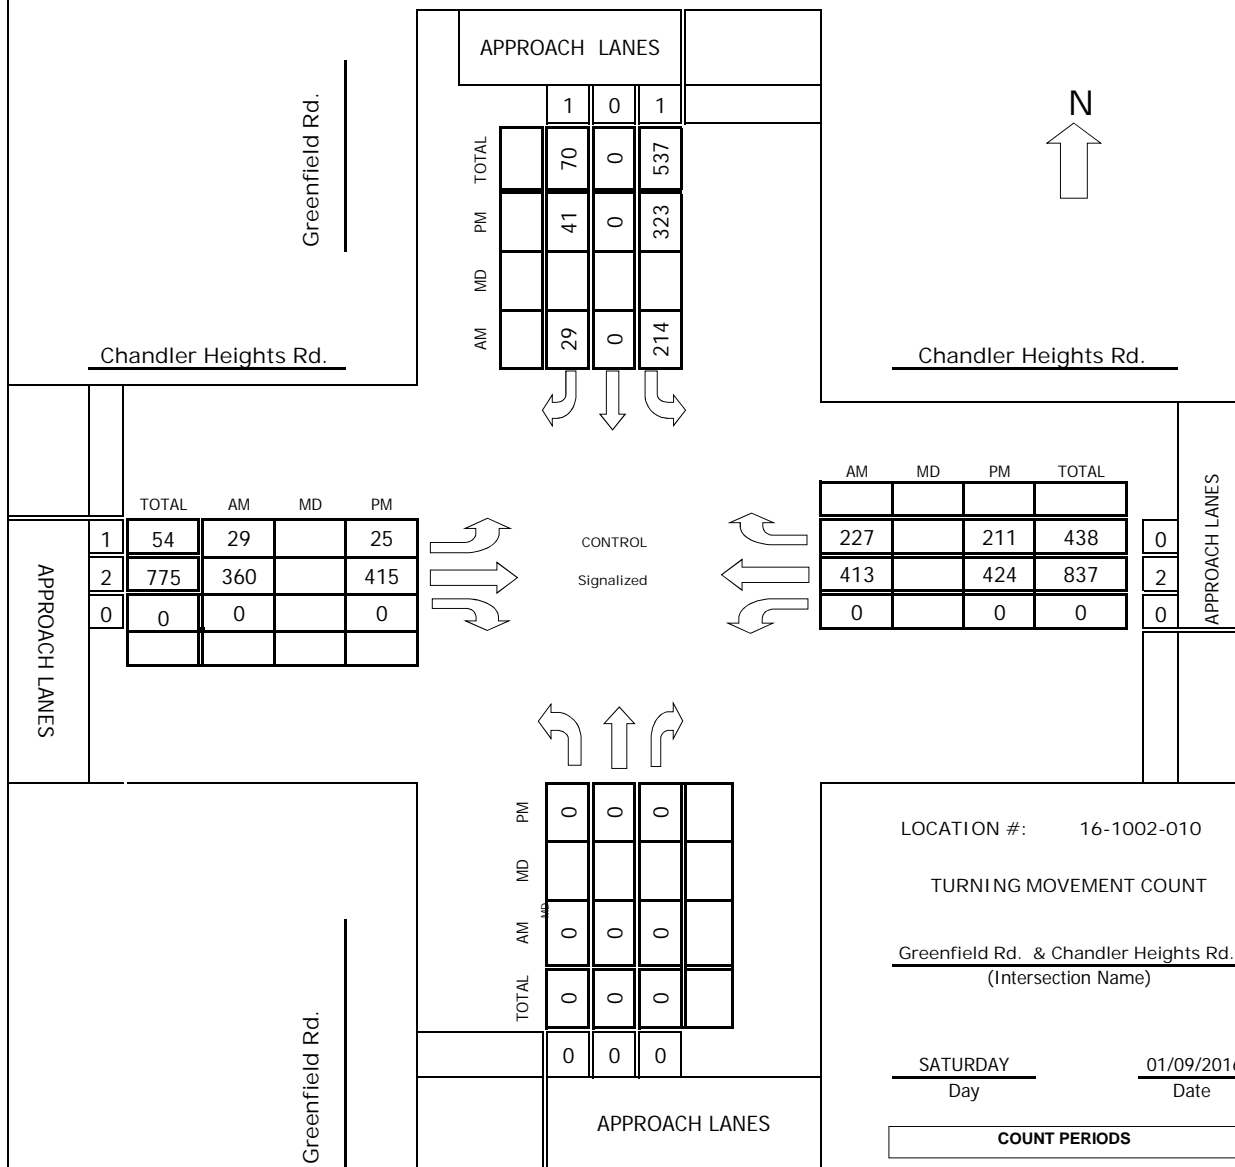 APPROACH LANES
1 0 1
N
Greenfield Rd.
TOTAL 70 0 537
PM 41 0 323
MD
AM 29 0 214
Chandler Heights Rd.
Chandler Heights Rd.
AM MD PM TOTAL
TOTAL AM MD PM
1 54 29 25
CONTROL
227 211 438 0
2 775 360 415
Signalized
413 424 837 2
0 0 0 0
0 0 0 0
APPROACH LANES
APPROACH LANES
PM 0 0 0
MD
AM MD 0 0 0
TOTAL 0 0 0
0 0 0
APPROACH LANES
Greenfield Rd.
LOCATION #: 16-1002-010
TURNING MOVEMENT COUNT
Greenfield Rd. & Chandler Heights Rd.
(Intersection Name)
SATURDAY 01/09/2016
Day Date
COUNT PERIODS